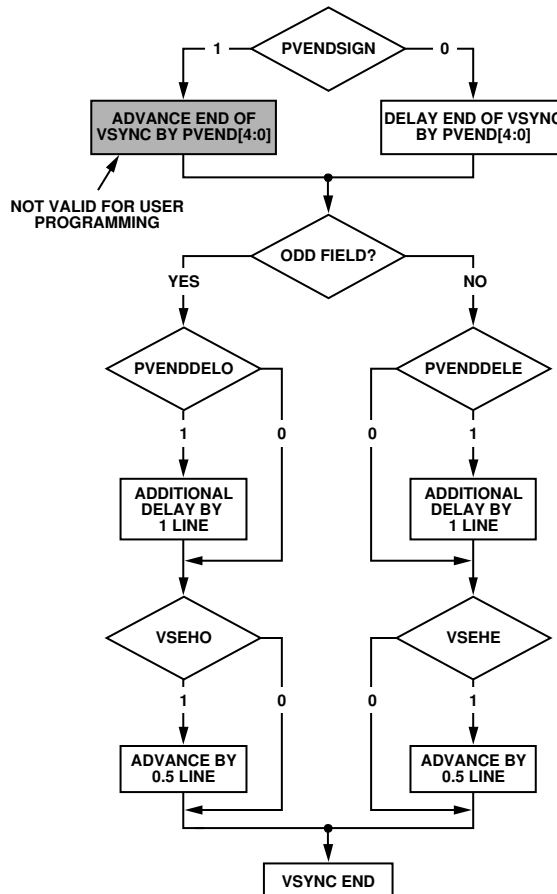 PVENDSIGN
1
0
ADVANCE END OF
VSYNC BY PVEND[4:0]
DELAY END OF VSYNC
BY PVEND[4:0]
NOT VALID FOR USER
PROGRAMMING
ODD FIELD?
YES
NO
PVENDDELO
PVENDDELE
1
0
0
1
ADDITIONAL
DELAY BY
1 LINE
ADDITIONAL
DELAY BY
1 LINE
VSEHO
VSEHE
1
0
0
1
ADVANCE BY
0.5 LINE
ADVANCE BY
0.5 LINE
VSYNC END